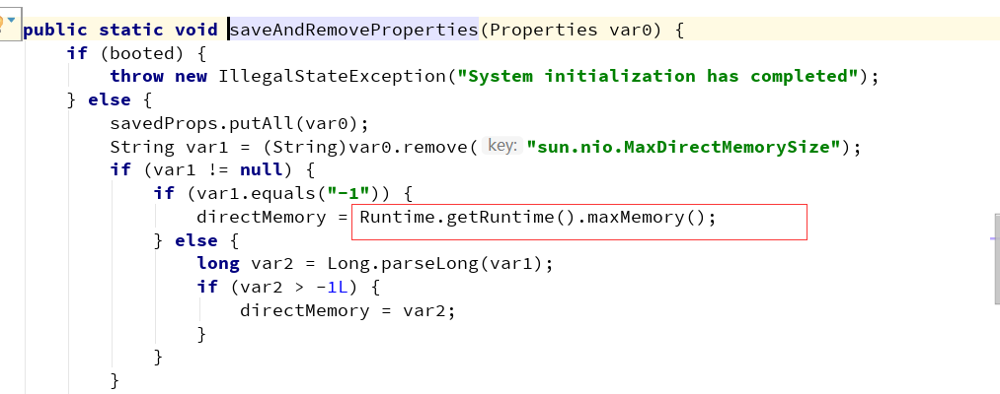 public static void saveAndRemoveProperties(Properties var0) {
    if (booted) {
        throw new IllegalStateException("System initialization has completed");
    } else {
        savedProps.putAll(var0);
        String var1 = (String)var0.remove( key: "sun.nio.MaxDirectMemorySize");
        if (var1 != null) {
            if (var1.equals("-1")) {
                directMemory = Runtime.getRuntime().maxMemory();
            } else {
                long var2 = Long.parseLong(var1);
                if (var2 > -1L) {
                    directMemory = var2;
                }
            }
        }